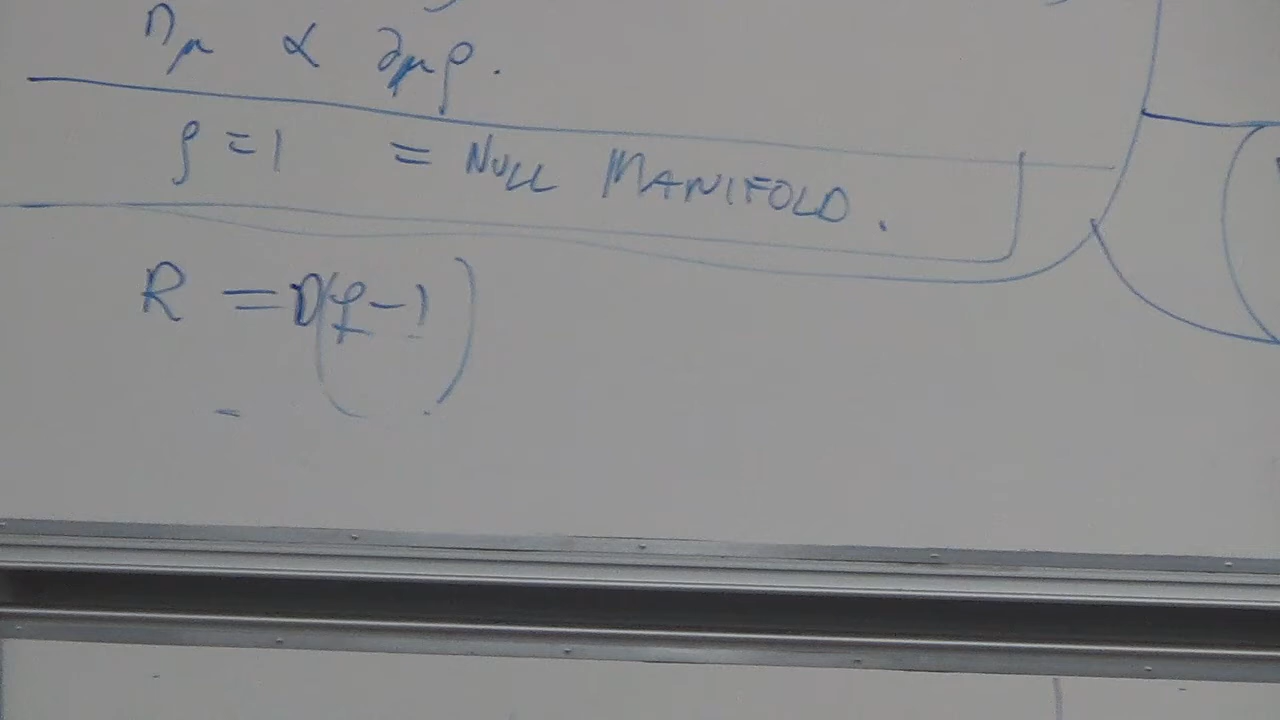 n_μ ∝ ∂_μ ρ.
ρ = 1 = NULL MANIFOLD.
R = D(ρ - 1)